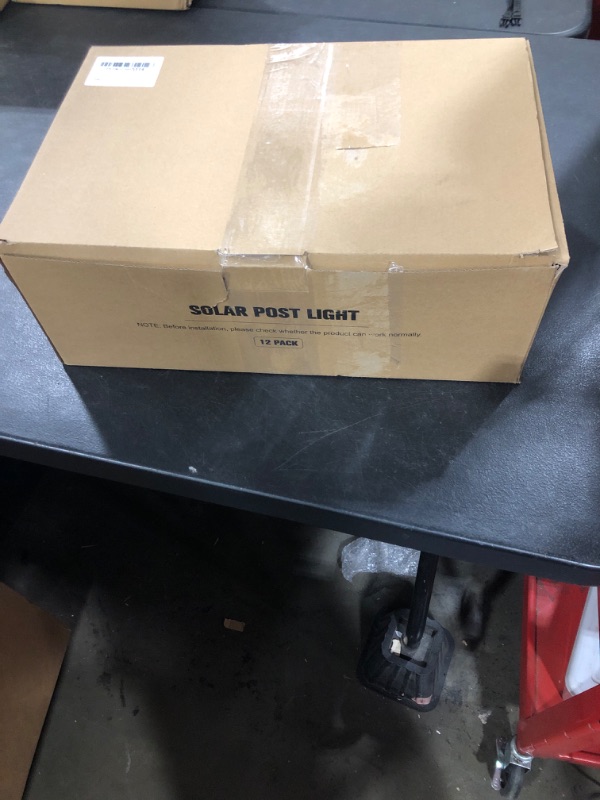 SOLAR POST LIGHT
NOTE: Before installation, please check whether the product can normally
12 PACK